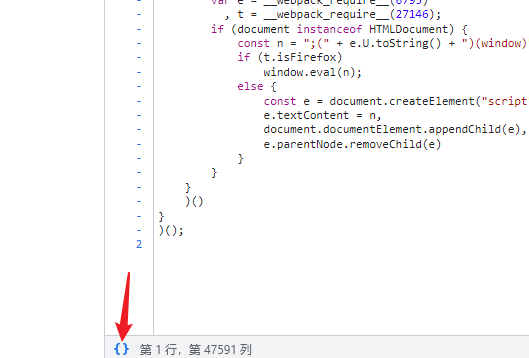 var e = __webpack_require__(6795)
- , t = __webpack_require__(27146);
- if (document instanceof HTMLDocument) {
- const n = ";(" + e.U.toString() + ")(window)
- if (t.isFirefox)
- window.eval(n);
- else {
- const e = document.createElement("script
- e.textContent = n,
- document.documentElement.appendChild(e),
- e.parentNode.removeChild(e)
- }
- }
- }
- )()
- }
- )();
2
{} 第 1 行，第 47591 列